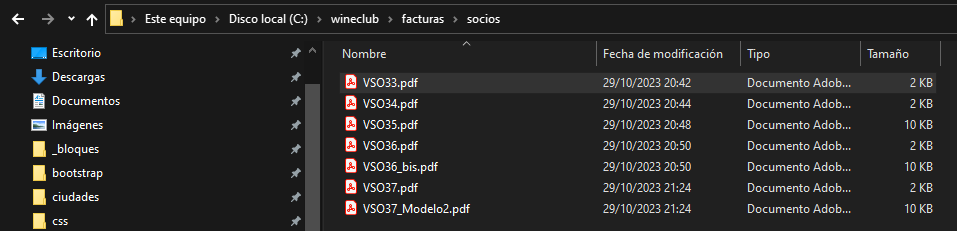 Este equipo > Disco local (C:) > wineclub > facturas > socios
Escritorio
Descargas
Documentos
Imágenes
_bloques
bootstrap
ciudades
css
Nombre Fecha de modificación Tipo Tamaño
VSO33.pdf 29/10/2023 20:42 Documento Adob... 2 KB
VSO34.pdf 29/10/2023 20:44 Documento Adob... 2 KB
VSO35.pdf 29/10/2023 20:48 Documento Adob... 10 KB
VSO36.pdf 29/10/2023 20:50 Documento Adob... 2 KB
VSO36_bis.pdf 29/10/2023 20:50 Documento Adob... 10 KB
VSO37.pdf 29/10/2023 21:24 Documento Adob... 2 KB
VSO37_Modelo2.pdf 29/10/2023 21:24 Documento Adob... 10 KB